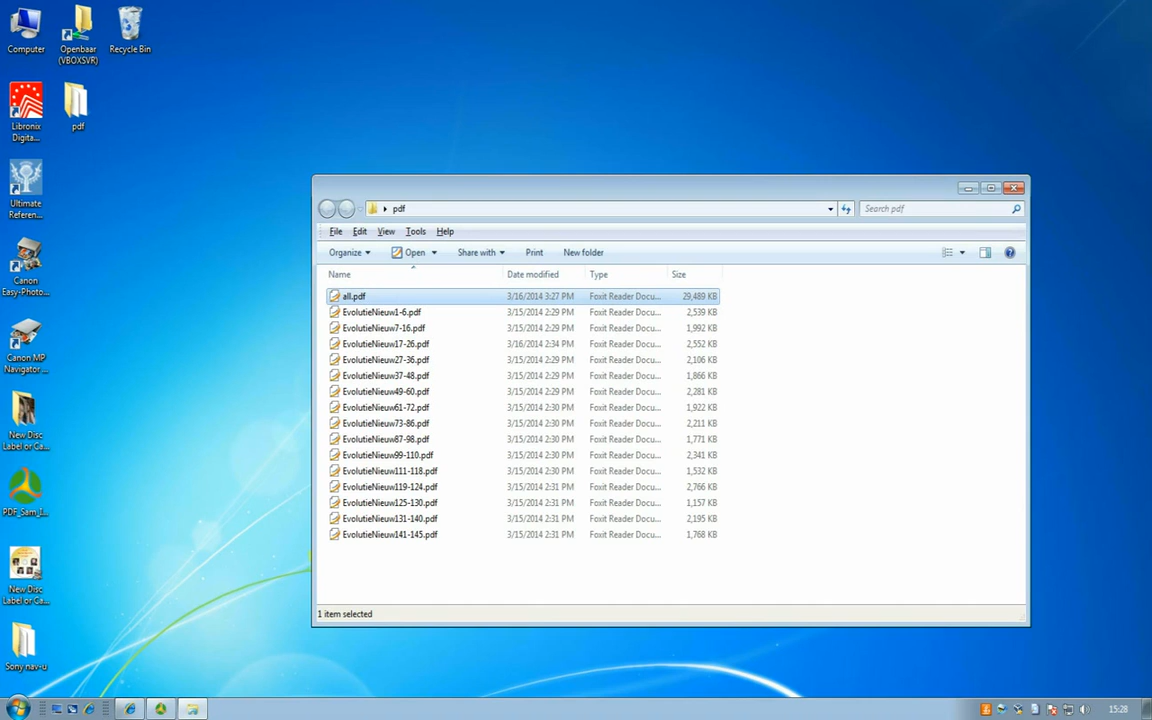 Computer
Openbaar
(VBOXSVR)
Recycle Bin
Libronix
Digita...
pdf
Ultimate
Referen...
Canon
Easy-Photo...
Canon MP
Navigator ...
New Disc
Label or Ca...
PDF_Sam_I...
New Disc
Label or Ca...
Sony nav-u
pdf
Search pdf
File Edit View Tools Help
Organize Open Share with Print New folder
Name Date modified Type Size
all.pdf 3/16/2014 3:27 PM Foxit Reader Docu... 29,489 KB
EvolutieNieuw1-6.pdf 3/15/2014 2:29 PM Foxit Reader Docu... 2,539 KB
EvolutieNieuw7-16.pdf 3/15/2014 2:29 PM Foxit Reader Docu... 1,992 KB
EvolutieNieuw17-26.pdf 3/16/2014 2:34 PM Foxit Reader Docu... 2,552 KB
EvolutieNieuw27-36.pdf 3/15/2014 2:29 PM Foxit Reader Docu... 2,106 KB
EvolutieNieuw37-48.pdf 3/15/2014 2:29 PM Foxit Reader Docu... 1,866 KB
EvolutieNieuw49-60.pdf 3/15/2014 2:29 PM Foxit Reader Docu... 2,281 KB
EvolutieNieuw61-72.pdf 3/15/2014 2:30 PM Foxit Reader Docu... 1,922 KB
EvolutieNieuw73-86.pdf 3/15/2014 2:30 PM Foxit Reader Docu... 2,211 KB
EvolutieNieuw87-98.pdf 3/15/2014 2:30 PM Foxit Reader Docu... 1,771 KB
EvolutieNieuw99-110.pdf 3/15/2014 2:30 PM Foxit Reader Docu... 2,341 KB
EvolutieNieuw111-118.pdf 3/15/2014 2:30 PM Foxit Reader Docu... 1,532 KB
EvolutieNieuw119-124.pdf 3/15/2014 2:31 PM Foxit Reader Docu... 2,766 KB
EvolutieNieuw125-130.pdf 3/15/2014 2:31 PM Foxit Reader Docu... 1,157 KB
EvolutieNieuw131-140.pdf 3/15/2014 2:31 PM Foxit Reader Docu... 2,195 KB
EvolutieNieuw141-145.pdf 3/15/2014 2:31 PM Foxit Reader Docu... 1,768 KB
1 item selected
15:28